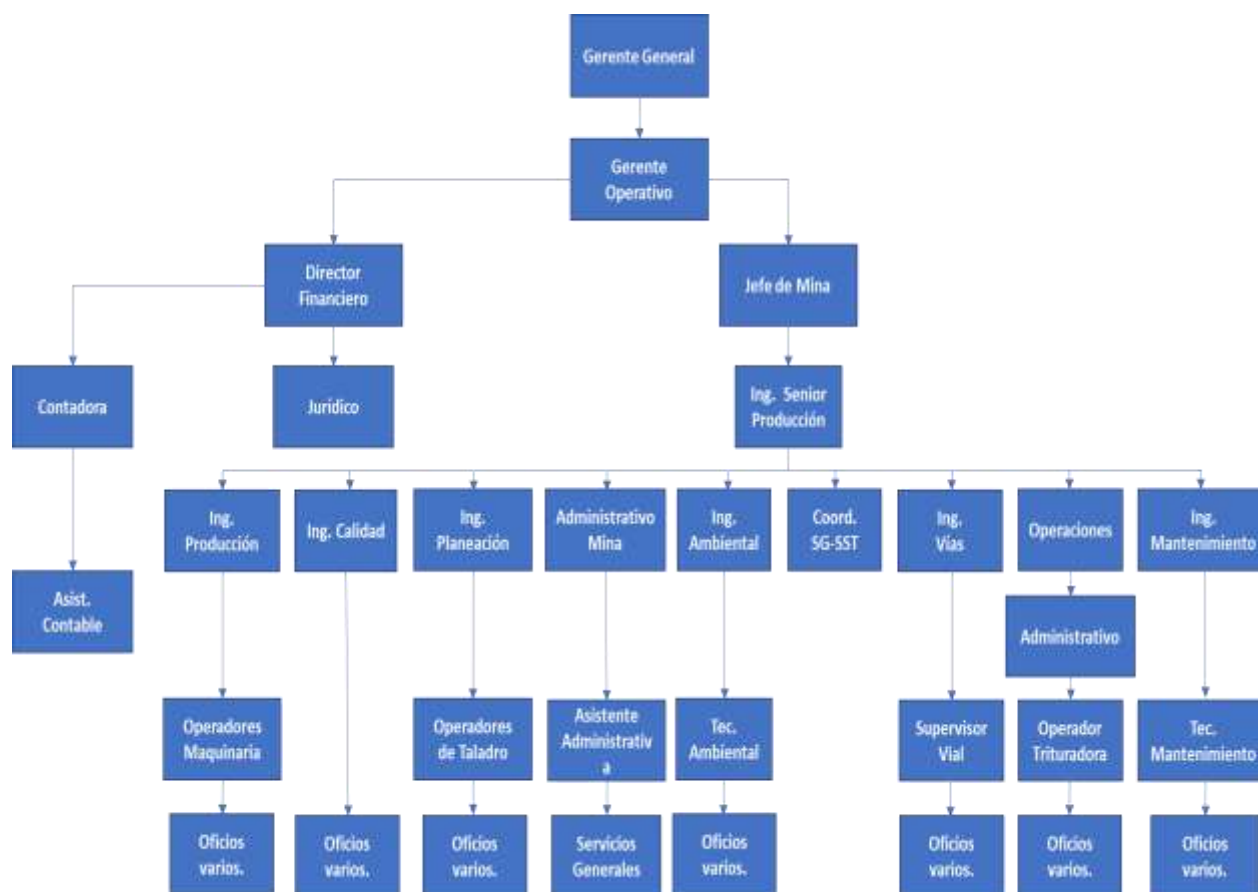 Gerente General
Gerente
Operativo
Director
Financiero
Jefe de Mina
Contadora
Jurídico
Ing. Senior
Producción
Ing.
Producción
Ing. Calidad
Ing.
Planeación
Administrativo
Mina
Ing.
Ambiental
Coord.
SG-SST
Ing.
Vías
Operaciones
Ing.
Mantenimiento
Asist.
Contable
Administrativo
Operadores
Maquinaria
Operadores
de Taladro
Asistente
Administrativ
a
Tec.
Ambiental
Supervisor
Vial
Operador
Trituradora
Tec.
Mantenimiento
Oficios
varios.
Oficios
varios.
Oficios
varios.
Servicios
Generales
Oficios
varios.
Oficios
varios.
Oficios
varios.
Oficios
varios.